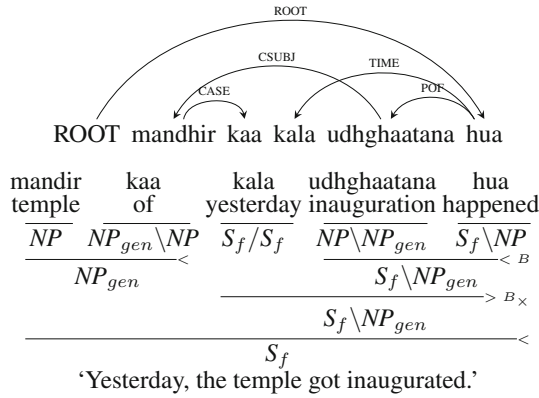 ROOT
CSUBJ TIME
CASE POF
ROOT mandhir kaa kala udhghaatana hua
mandir kaa kala udhghaatana hua
temple of yesterday inauguration happened
NP NP_gen\NP S_f/S_f NP\NP_gen S_f\NP
< < B
NP_gen S_f\NP_gen
> B×
S_f\NP_gen
<
S_f
‘Yesterday, the temple got inaugurated.’